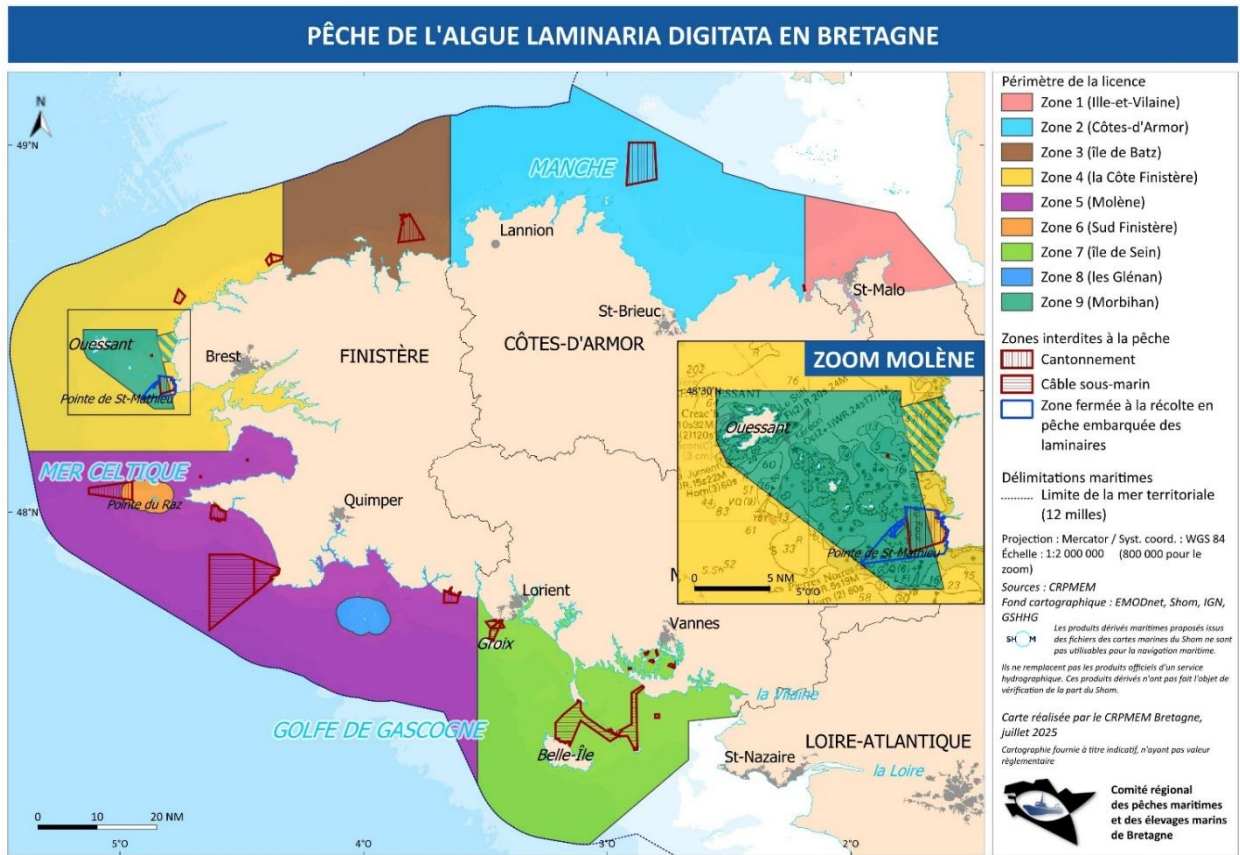 PÊCHE DE L'ALGUE LAMINARIA DIGITATA EN BRETAGNE
N
49°N
48°N
5°0
4°0
3°0
2°0
MANCHE
Lannion
St-Brieuc
St-Malo
Ouessant
Brest
FINISTÈRE
CÔTES-D'ARMOR
Pointe de St-Mathieu
MER CELTIQUE
Pointe du Raz
Quimper
Lorient
Groix
Vannes
la Vilaine
GOLFE DE GASCOGNE
Belle-Île
St-Nazaire
LOIRE-ATLANTIQUE
la Loire
0 10 20 NM
ZOOM MOLÈNE
48°30
Ouessant
Pointe de St-Mathieu
0 5 NM
5°0'0
Périmètre de la licence
Zone 1 (Ille-et-Vilaine)
Zone 2 (Côtes-d'Armor)
Zone 3 (île de Batz)
Zone 4 (la Côte Finistère)
Zone 5 (Molène)
Zone 6 (Sud Finistère)
Zone 7 (île de Sein)
Zone 8 (les Glénan)
Zone 9 (Morbihan)
Zones interdites à la pêche
Cantonnement
Câble sous-marin
Zone fermée à la récolte en
pêche embarquée des
laminaires
Délimitations maritimes
Limite de la mer territoriale
(12 milles)
Projection : Mercator / Syst. coord. : WGS 84
Échelle : 1:2 000 000 (800 000 pour le
zoom)
Sources : CRPMEM
Fond cartographique : EMODnet, Shom, IGN,
GSHHG
Les produits dérivés maritimes proposés issus
des fichiers des cartes marines du Shom ne sont
pas utilisables pour la navigation maritime.
Ils ne remplacent pas les produits officiels d'un service
hydrographique. Ces produits dérivés n'ont pas fait l'objet de
vérification de la part du Shom.
Carte réalisée par le CRPMEM Bretagne,
juillet 2025
Cartographie fournie à titre indicatif, n'ayant pas valeur
règlementaire
Comité régional
des pêches maritimes
et des élevages marins
de Bretagne